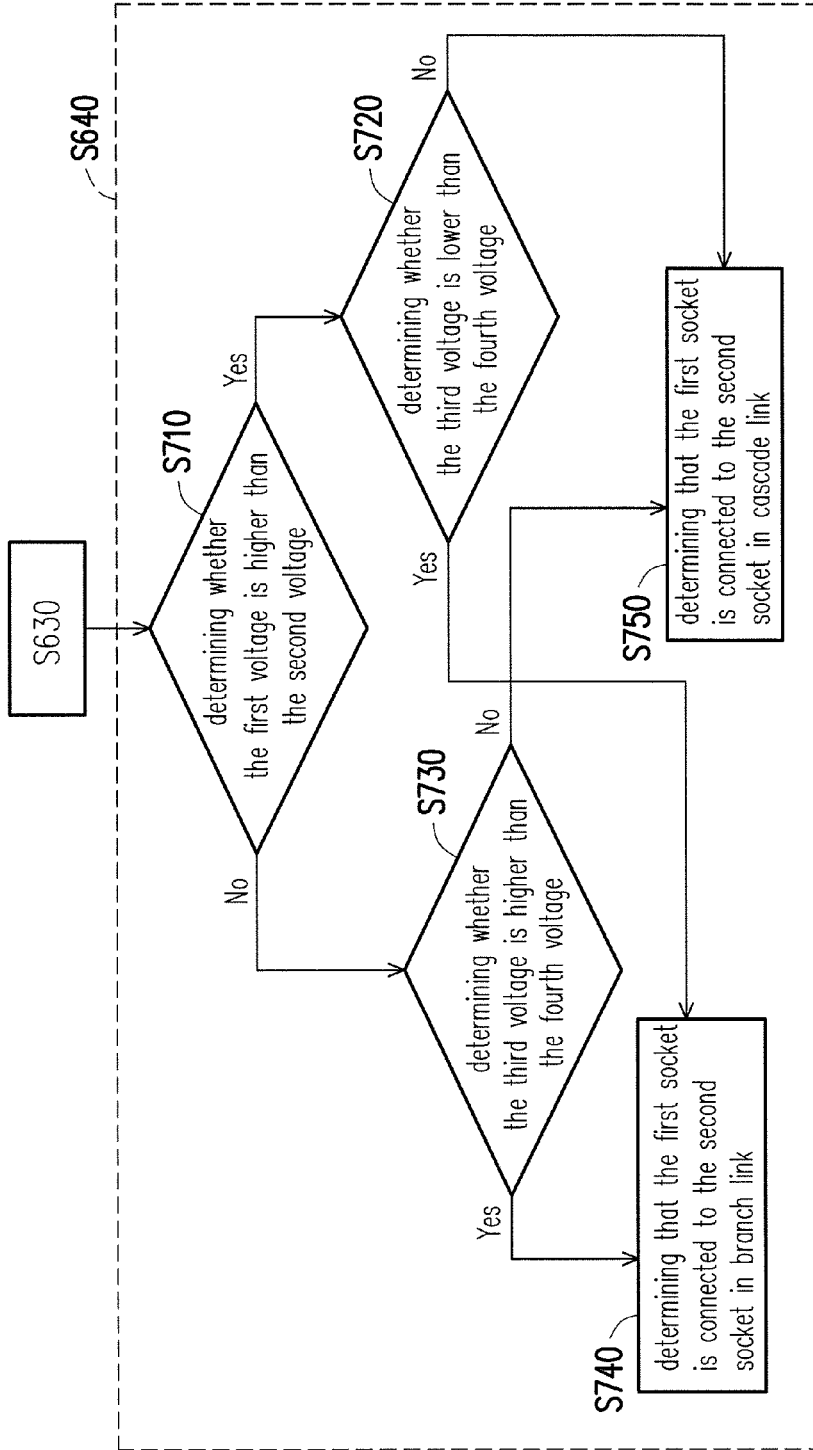 S630
S640
determining whether
the first voltage is higher than
the second voltage
S710
No
Yes
determining whether
the third voltage is higher than
the fourth voltage
S730
determining whether
the third voltage is lower than
the fourth voltage
S720
Yes
No
Yes
No
S740
determining that the first socket
is connected to the second
socket in branch link
S750
determining that the first socket
is connected to the second
socket in cascade link